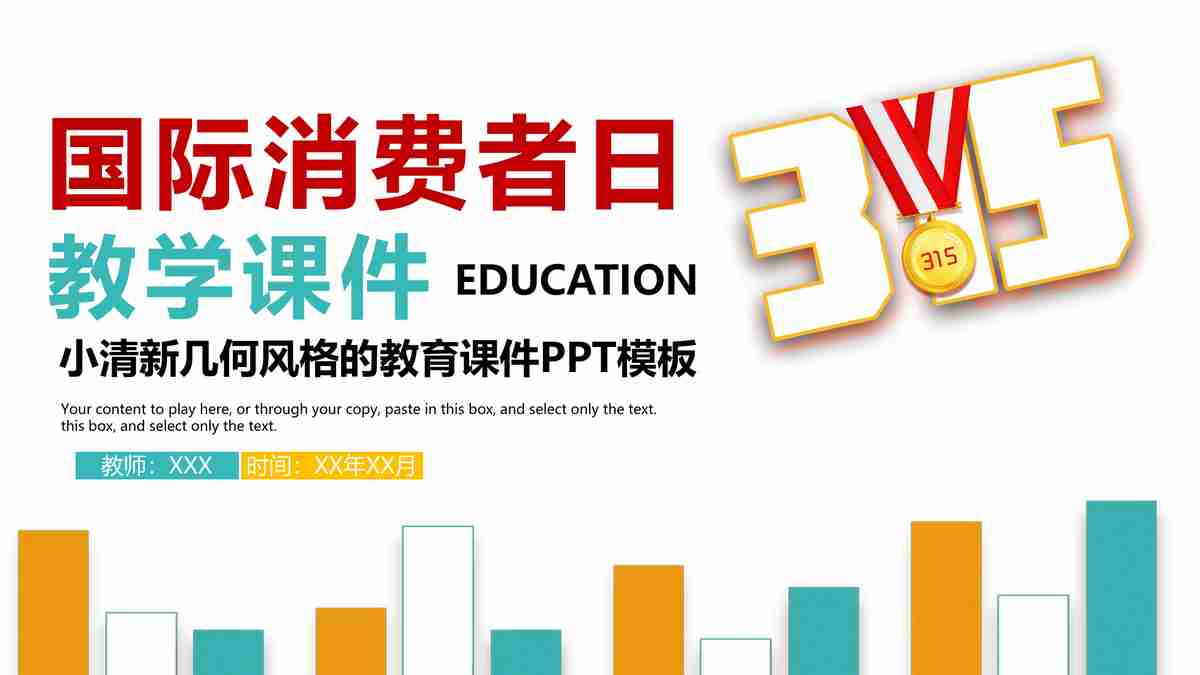 国际消费者日
315
315
教学课件 EDUCATION
小清新几何风格的教育课件PPT模板
Your content to play here, or through your copy, paste in this box, and select only the text.
this box, and select only the text.
教师：XXX 时间：XX年XX月